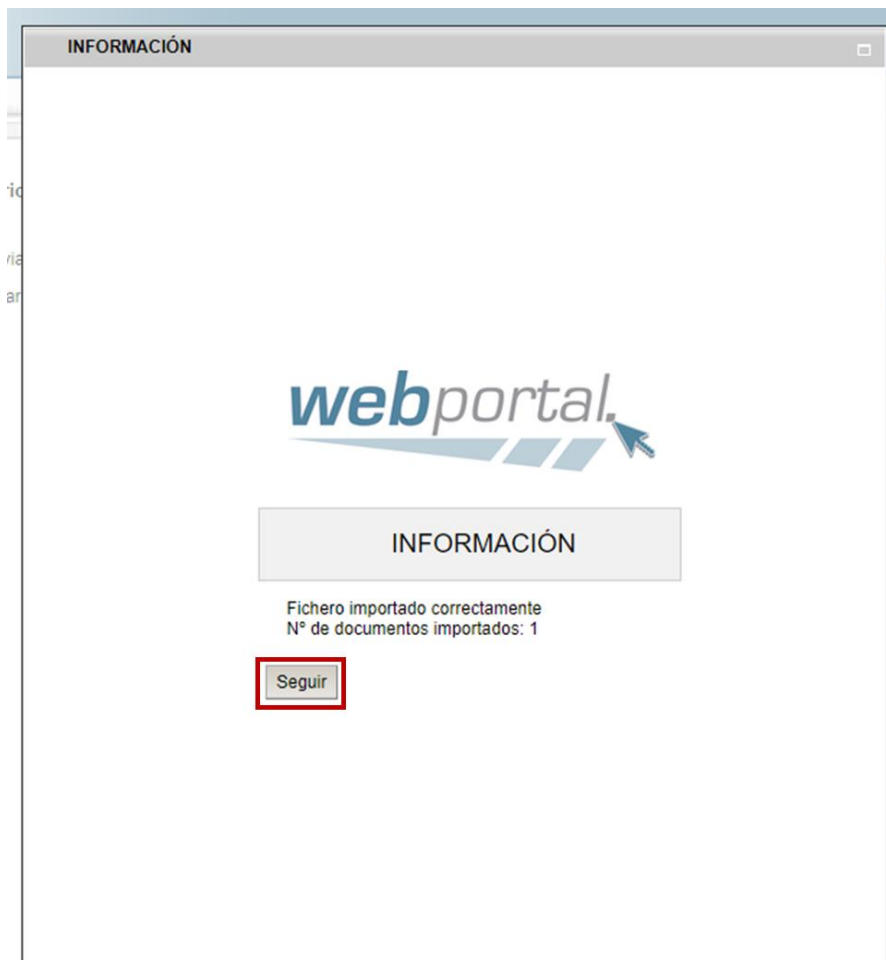 INFORMACIÓN
webportal.
INFORMACIÓN
Fichero importado correctamente
Nº de documentos importados: 1
Seguir